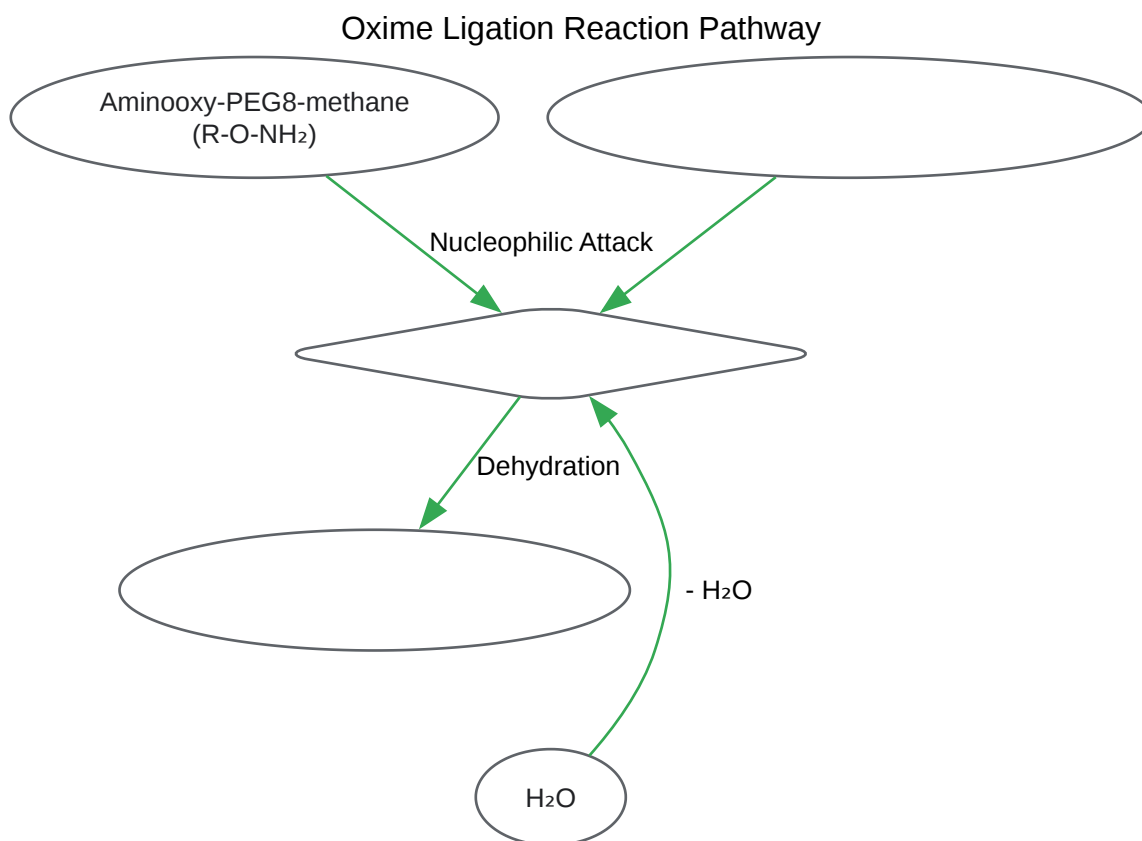 Oxime Ligation Reaction Pathway
Aminooxy-PEG8-methane
(R-O-NH₂)
Nucleophilic Attack
Dehydration
- H₂O
H₂O